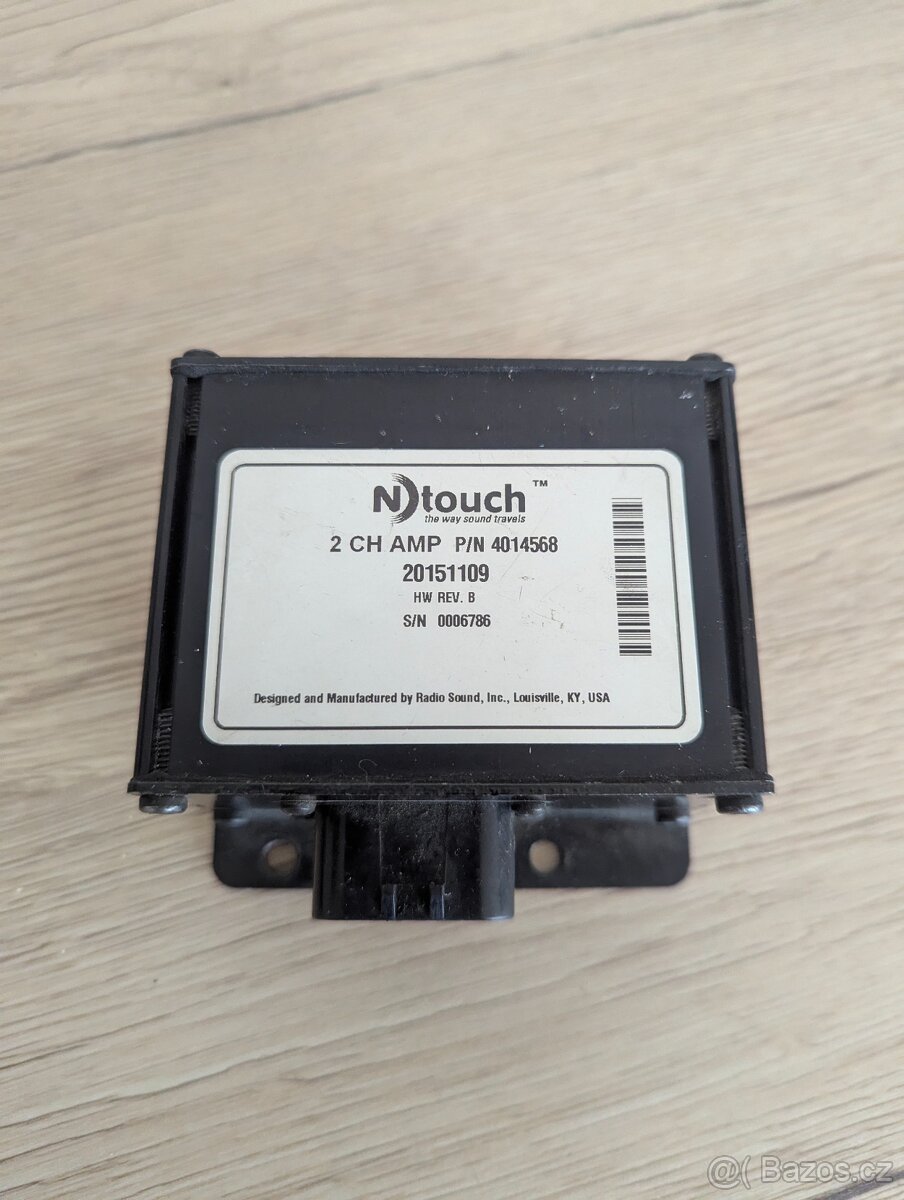 N)touch™
the way sound travels
2 CH AMP P/N 4014568
20151109
HW REV. B
S/N 0006786
Designed and Manufactured by Radio Sound, Inc., Louisville, KY, USA
@( Bazos.cz